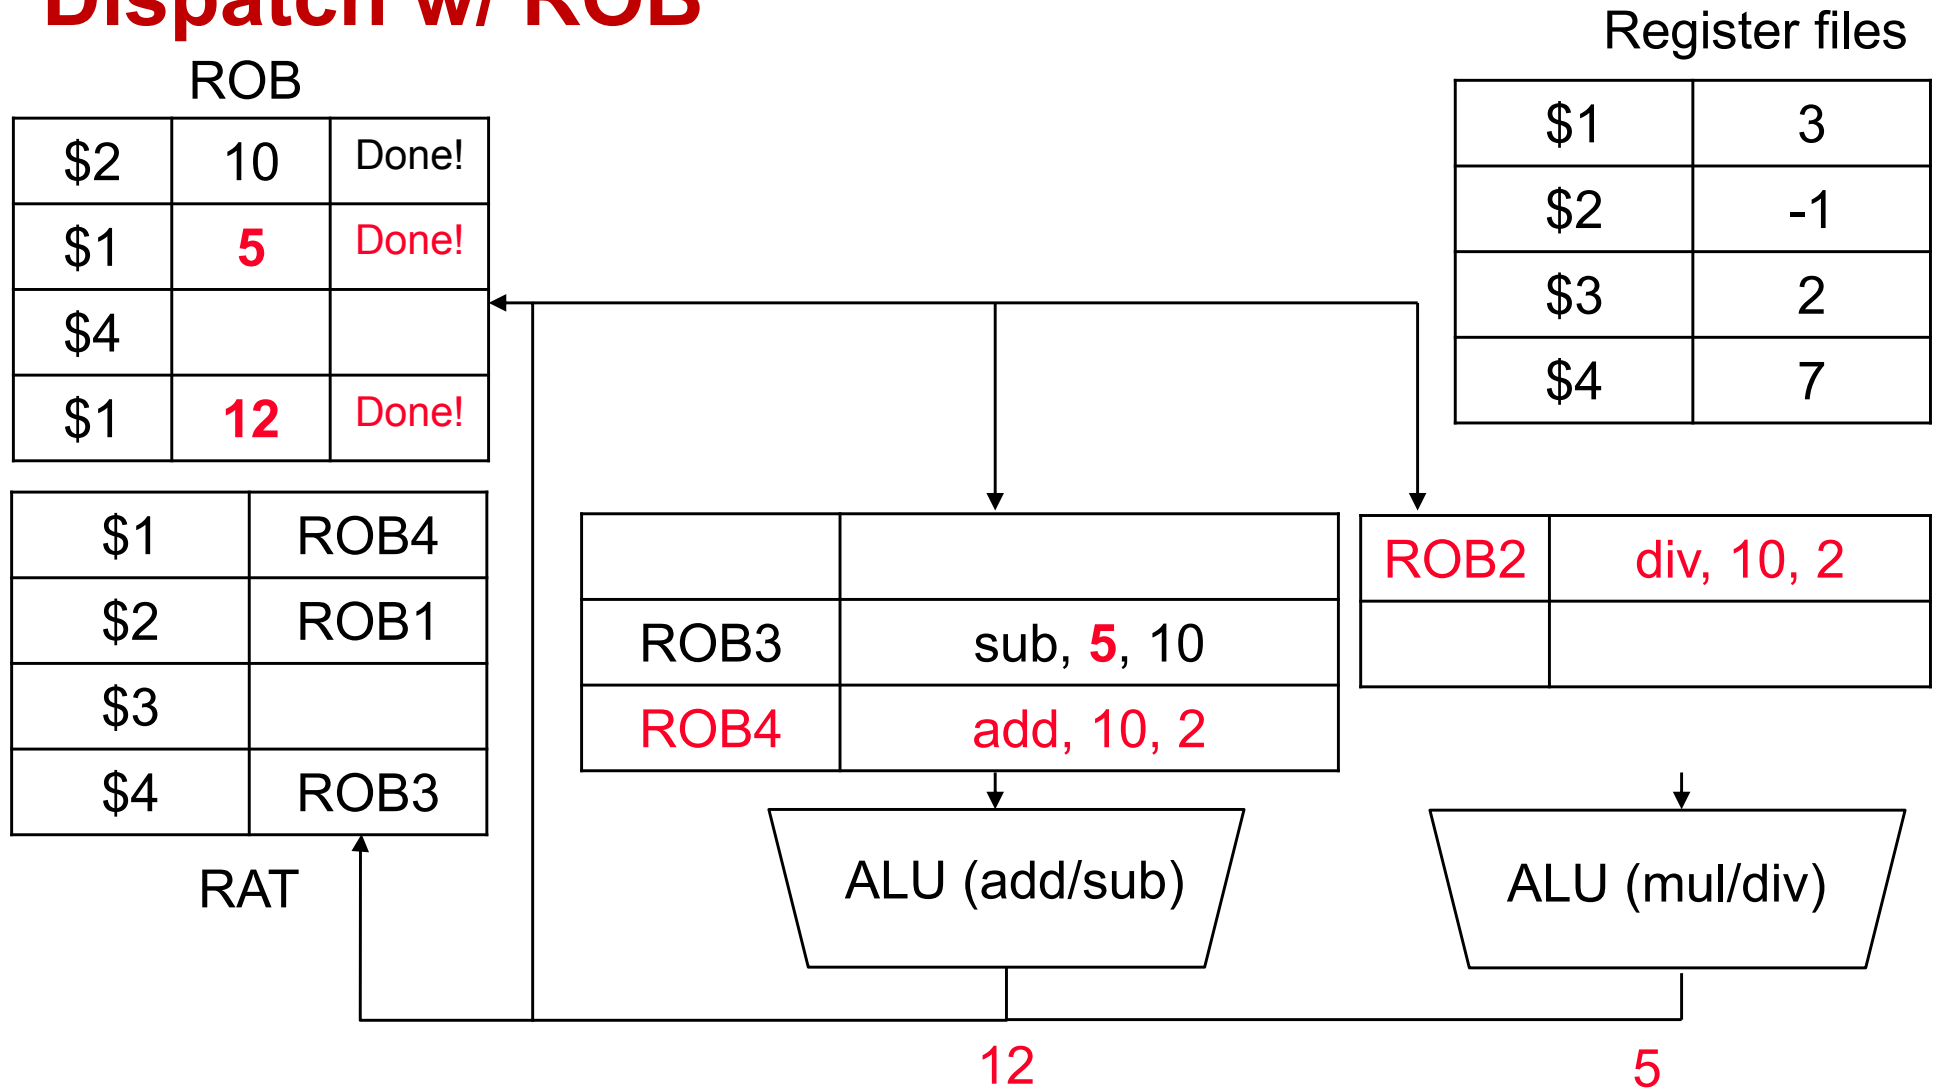 Dispatch w/ ROB
Register files
ROB
$2 10 Done!
$1 5 Done!
$4
$1 12 Done!
$1 3
$2 -1
$3 2
$4 7
$1 ROB4
$2 ROB1
$3
$4 ROB3
RAT
ROB3 sub, 5, 10
ROB4 add, 10, 2
ROB2 div, 10, 2
ALU (add/sub)
ALU (mul/div)
12
5